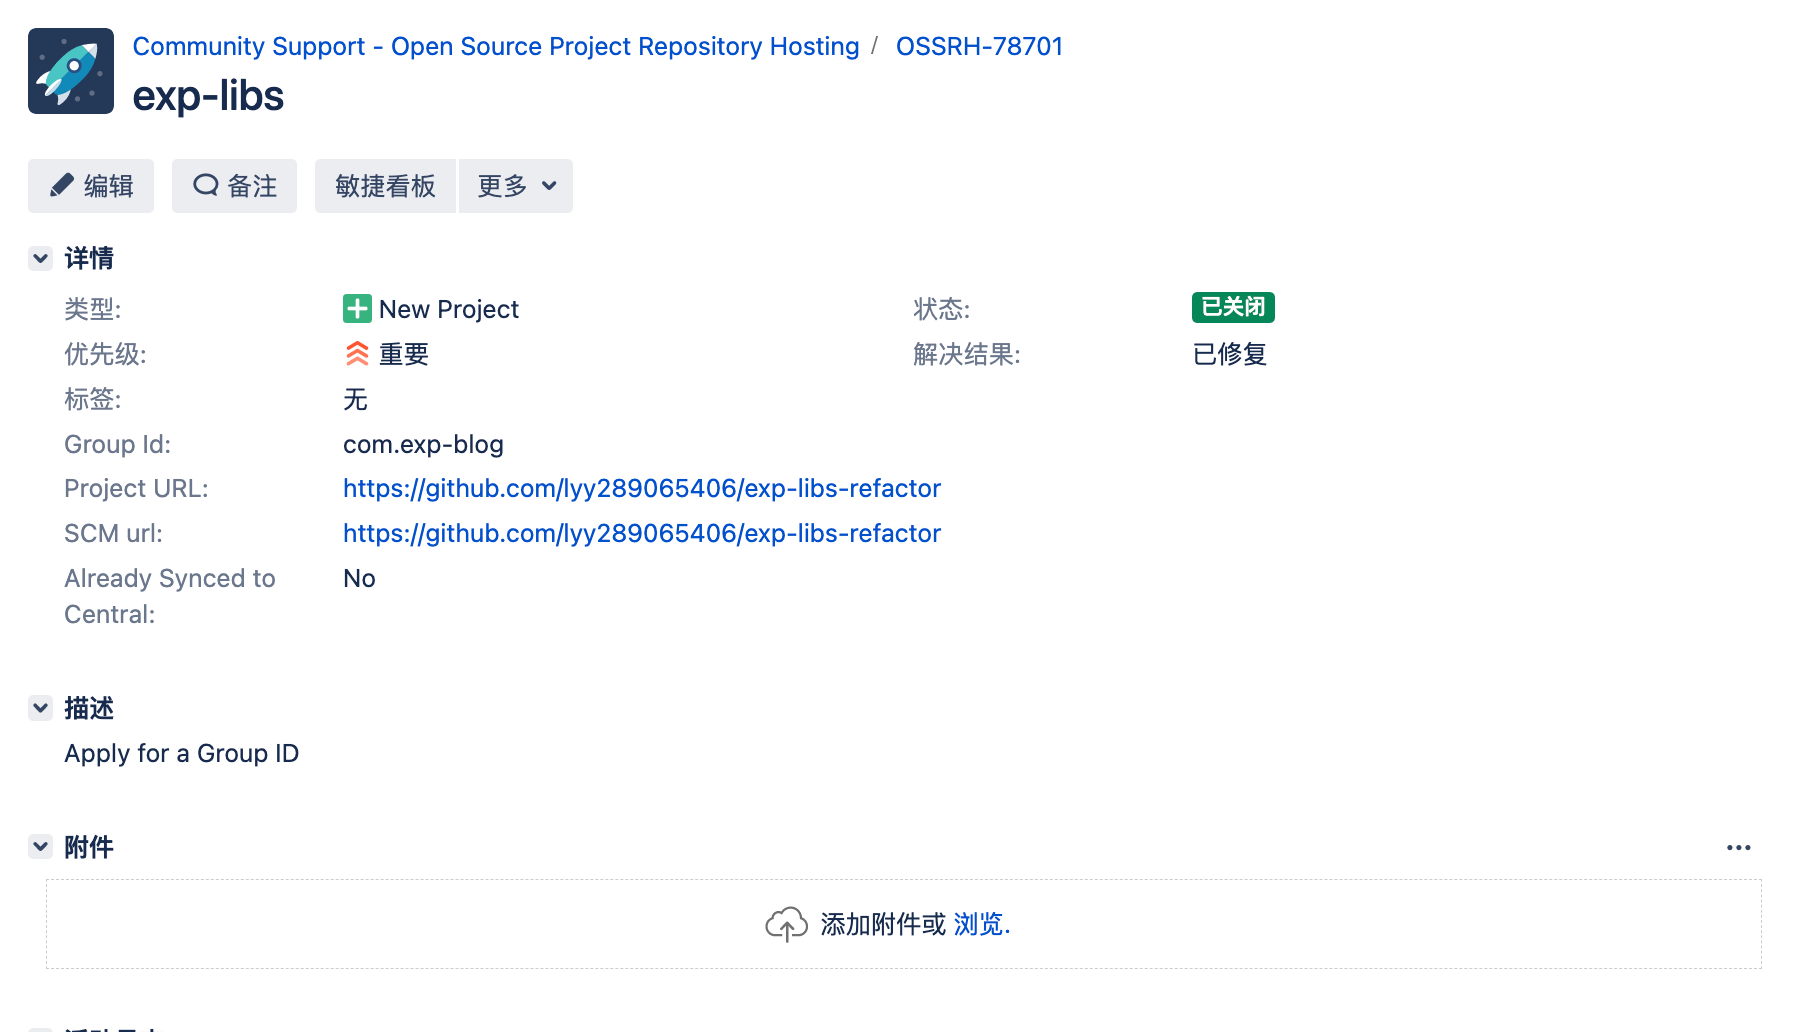 Community Support - Open Source Project Repository Hosting / OSSRH-78701
exp-libs
编辑 备注 敏捷看板 更多
详情
类型: New Project 状态: 已关闭
优先级: 重要 解决结果: 已修复
标签: 无
Group Id: com.exp-blog
Project URL: https://github.com/lyy289065406/exp-libs-refactor
SCM url: https://github.com/lyy289065406/exp-libs-refactor
Already Synced to No
Central:
描述
Apply for a Group ID
附件
添加附件或 浏览.